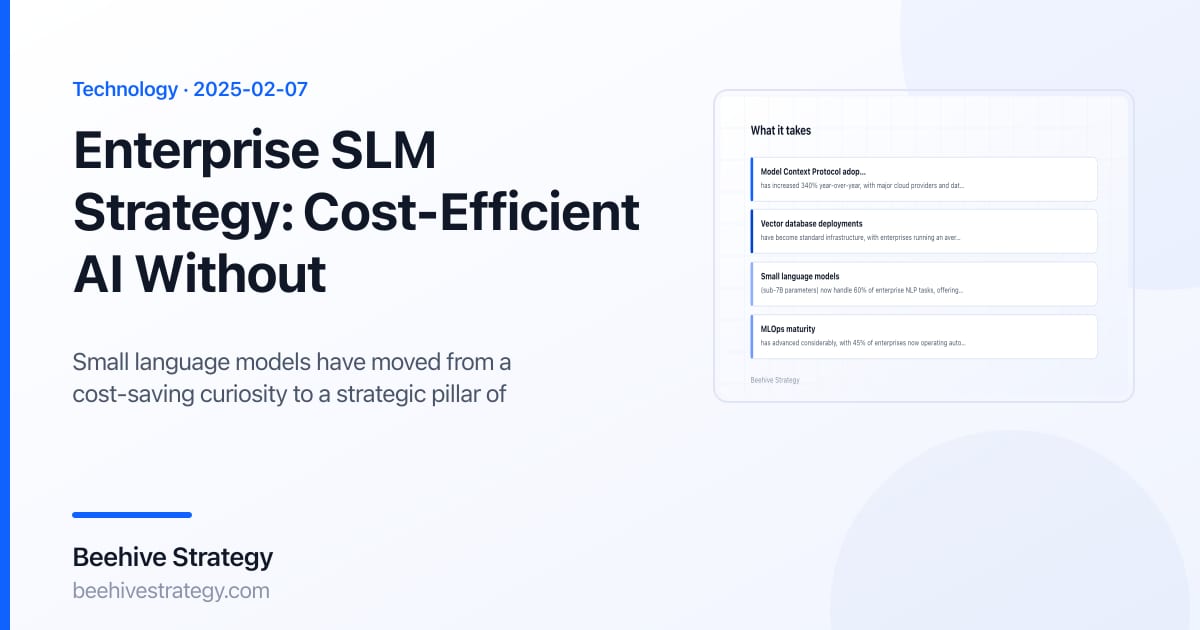 Technology · 2025-02-07
Enterprise SLM
Strategy: Cost-Efficient
AI Without
Small language models have moved from a
cost-saving curiosity to a strategic pillar of
Beehive Strategy
beehivestrategy.com
What it takes
Model Context Protocol adop...
has increased 340% year-over-year, with major cloud providers and dat...
Vector database deployments
have become standard infrastructure, with enterprises running an aver...
Small language models
(sub-7B parameters) now handle 60% of enterprise NLP tasks, offering...
MLOps maturity
has advanced considerably, with 45% of enterprises now operating auto...
Beehive Strategy